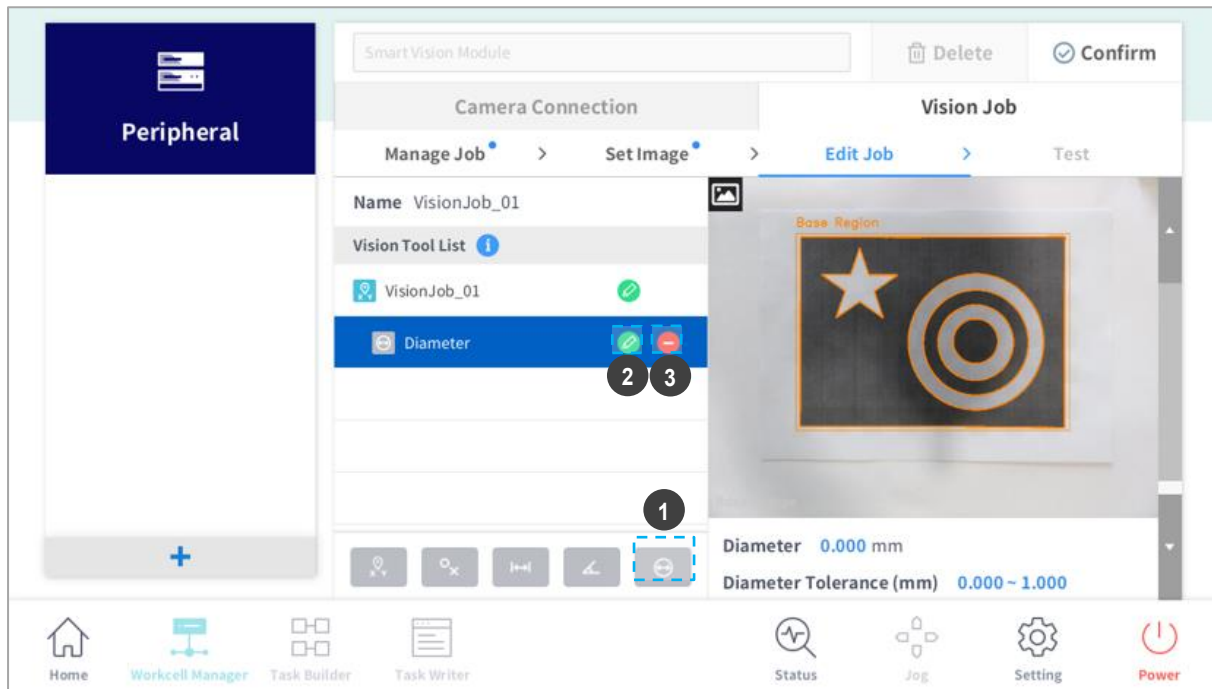 Peripheral
Smart Vision Module
Delete
Confirm
Camera Connection
Vision Job
Manage Job > Set Image > Edit Job > Test
Name VisionJob_01
Vision Tool List i
VisionJob_01
Diameter
2 3
1
Base Region
Diameter 0.000 mm
Diameter Tolerance (mm) 0.000 ~ 1.000
+
Home
Workcell Manager
Task Builder
Task Writer
Status
Jog
Setting
Power